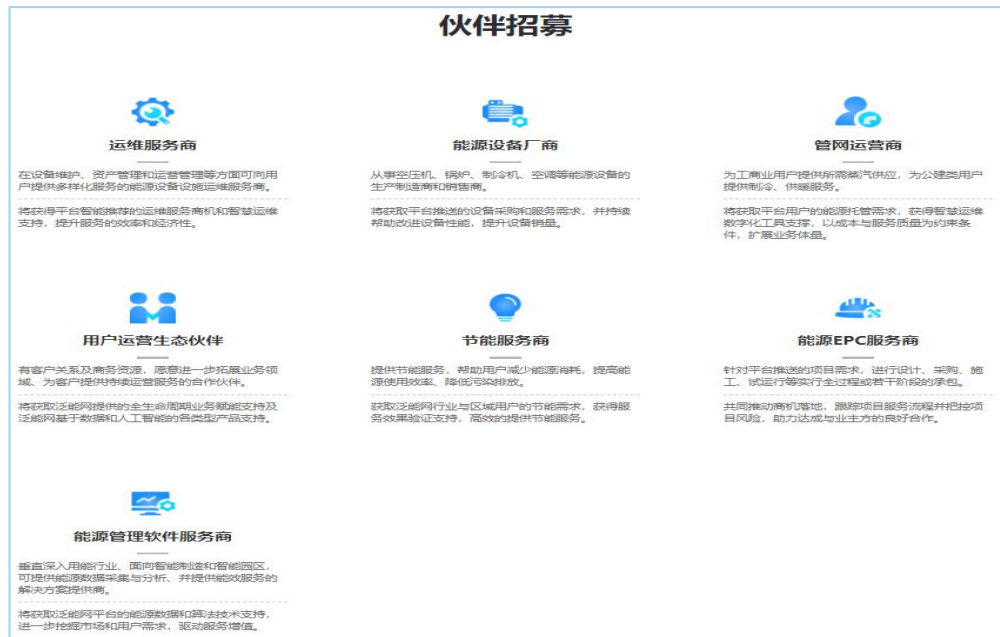 伙伴招募
运维服务商
在设备维护、资产管理和运营管理等方面可向用
户提供多样化服务的能源设备设施运维服务商。
将获得平台智能推荐的运维服务商机和智慧运维
支持，提升服务的效率和经济性。
能源设备厂商
从事空压机、锅炉、制冷机、空调等能源设备的
生产制造商和销售商。
将获取平台推送的设备采购和服务需求，并持续
帮助改进设备性能，提升设备销量。
管网运营商
为工商业用户提供所需蒸汽供应，为公建类用户
提供制冷、供暖服务。
将获取平台用户的能源托管需求，获得智慧运维
数字化工具支撑，以成本与服务质量为约束条
件，扩展业务体量。
用户运营生态伙伴
有客户关系及商务资源，愿意进一步拓展业务领
域、为客户提供持续运营服务的合作伙伴。
将获取泛能网提供的全生命周期业务赋能支持及
泛能网基于数据和人工智能的各类型产品支持。
节能服务商
提供节能服务，帮助用户减少能源消耗，提高能
源使用效率、降低污染排放。
获取泛能网行业与区域用户的节能需求，获得服
务效果验证支持，高效的提供节能服务。
能源EPC服务商
针对平台推送的项目需求，进行设计、采购、施
工、试运行等实行全过程或若干阶段的承包。
共同推动商机落地，跟踪项目服务流程并把控项
目风险，助力达成与业主方的良好合作。
能源管理软件服务商
垂直深入用能行业、面向智能制造和智能园区，
可提供能源数据采集与分析、并提供能效服务的
解决方案提供商。
将获取泛能网平台的能源数据和算法技术支持，
进一步挖掘市场和用户需求，驱动服务增值。